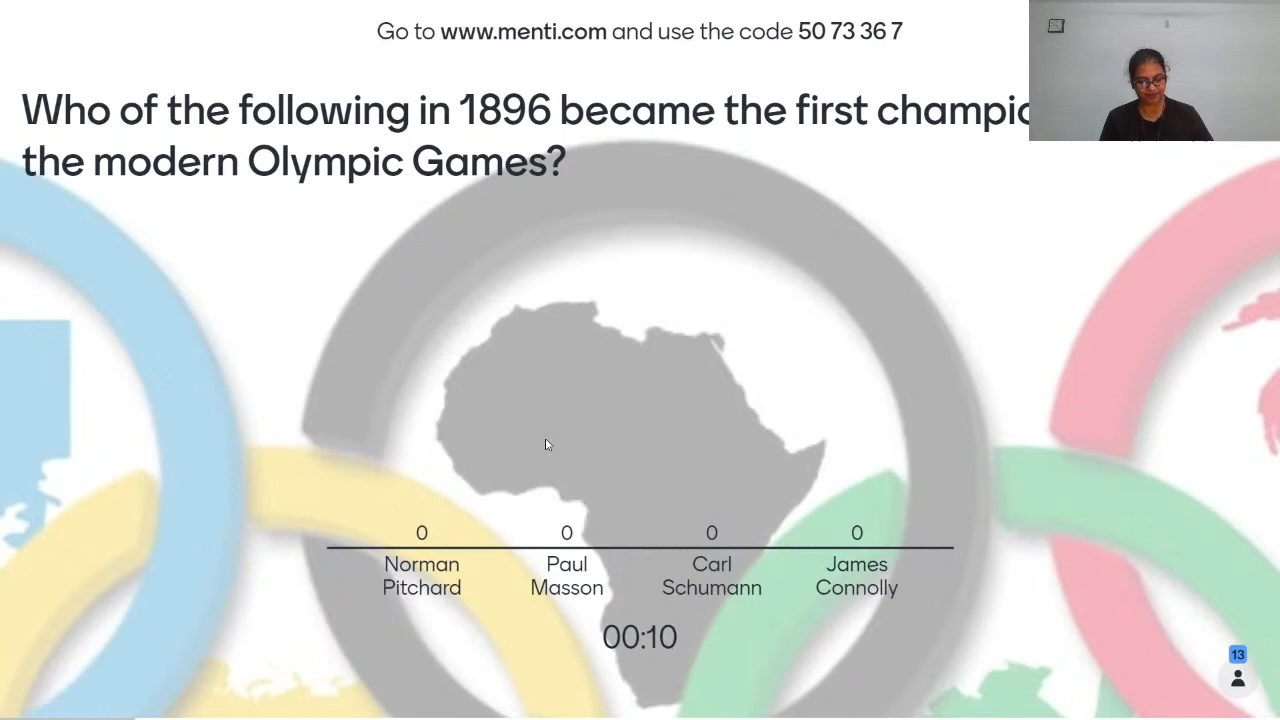 Go to www.menti.com and use the code 50 73 36 7
Who of the following in 1896 became the first
the modern Olympic Games?
0 0 0 0
Norman Paul Carl James
Pitchard Masson Schumann Connolly
00:10
13